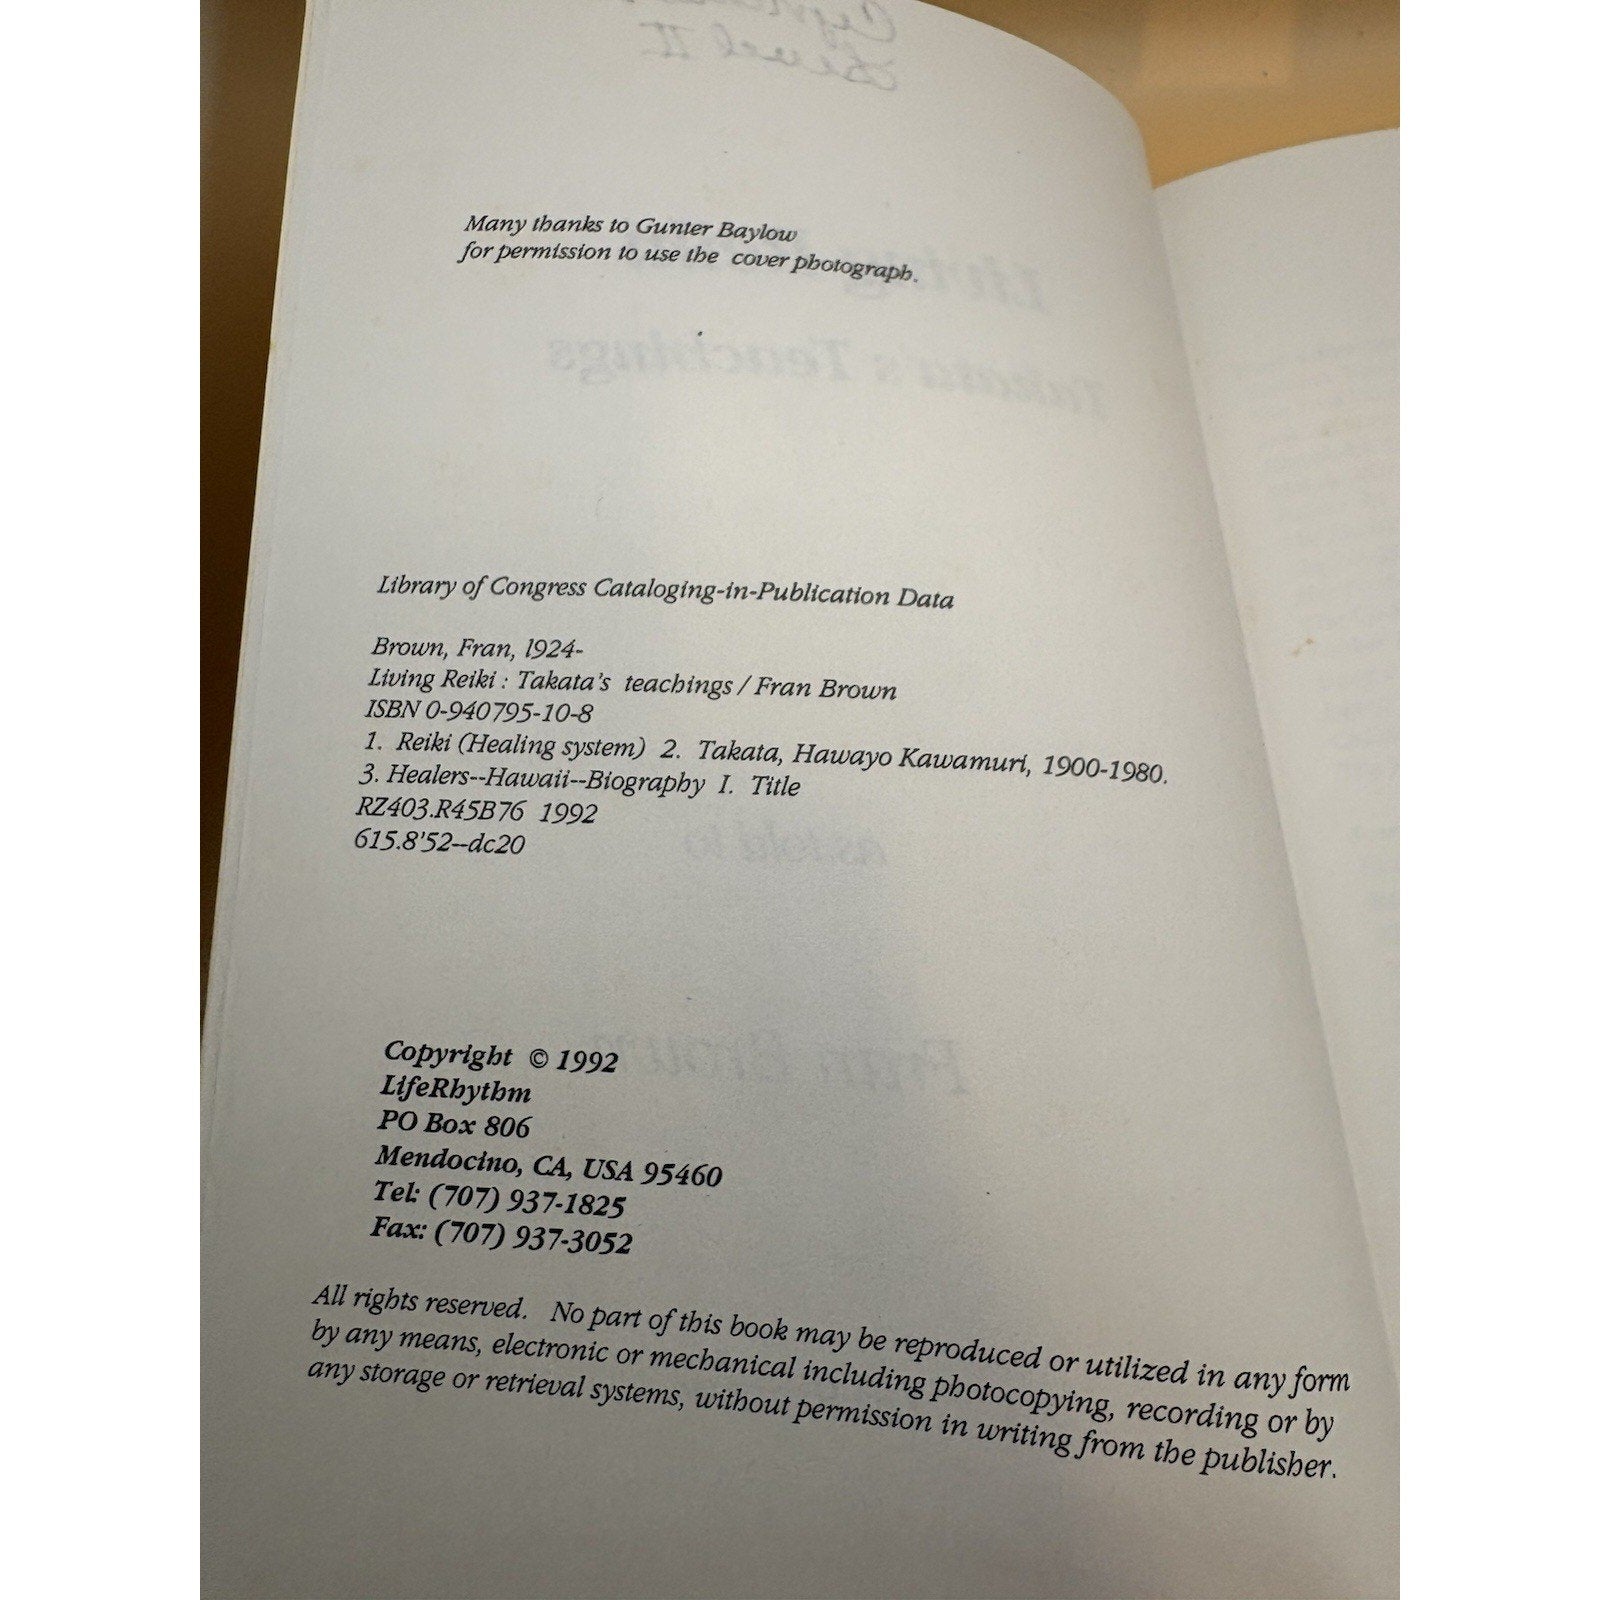 Level II
Many thanks to Gunter Baylow
for permission to use the cover photograph.
Takata's Teachings
Library of Congress Cataloging-in-Publication Data
Brown, Fran, l924-
Living Reiki : Takata's teachings / Fran Brown
ISBN 0-940795-10-8
1. Reiki (Healing system) 2. Takata, Hawayo Kawamuri, 1900-1980.
3. Healers--Hawaii--Biography I. Title
RZ403.R45B76 1992
615.8'52--dc20
Copyright © 1992
LifeRhythm
PO Box 806
Mendocino, CA, USA 95460
Tel: (707) 937-1825
Fax: (707) 937-3052
All rights reserved. No part of this book may be reproduced or utilized in any form
by any means, electronic or mechanical including photocopying, recording or by
any storage or retrieval systems, without permission in writing from the publisher.